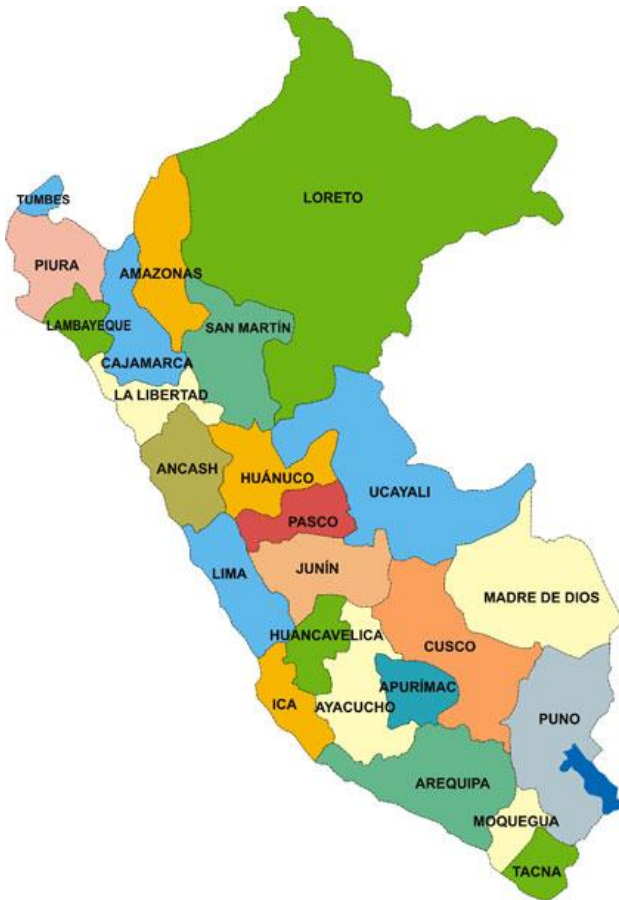 LORETO
TUMBES
PIURA
AMAZONAS
LAMBAYEQUE
SAN MARTÍN
CAJAMARCA
LA LIBERTAD
ANCASH
HUÁNUCO
UCAYALI
PASCO
LIMA
JUNÍN
MADRE DE DIOS
HUANCAVELICA
CUSCO
APURÍMAC
ICA
AYACUCHO
PUNO
AREQUIPA
MOQUEGUA
TACNA